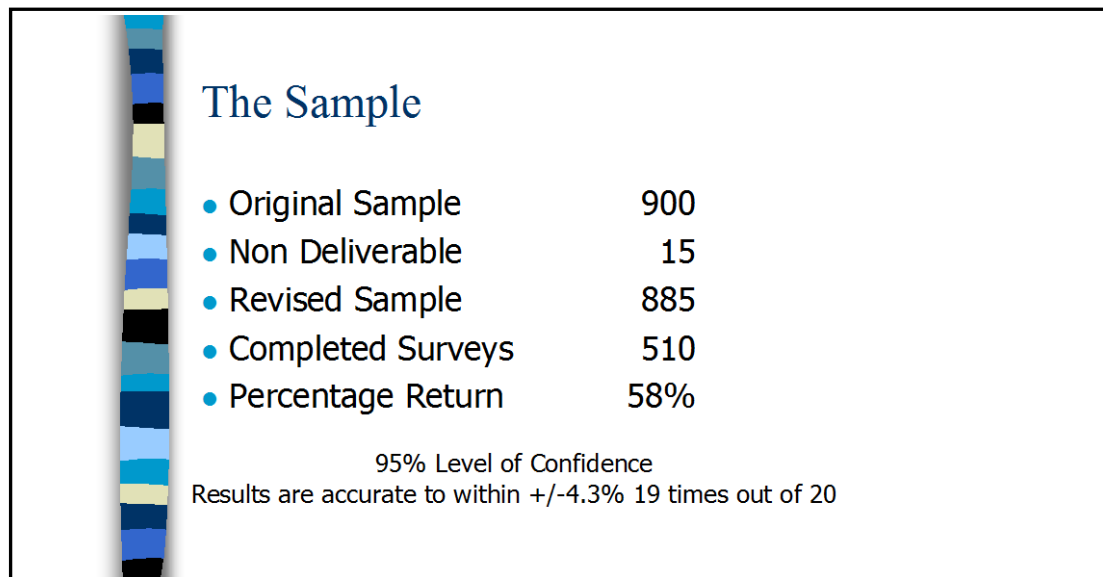 The Sample
Original Sample 900
Non Deliverable 15
Revised Sample 885
Completed Surveys 510
Percentage Return 58%
95% Level of Confidence
Results are accurate to within +/-4.3% 19 times out of 20